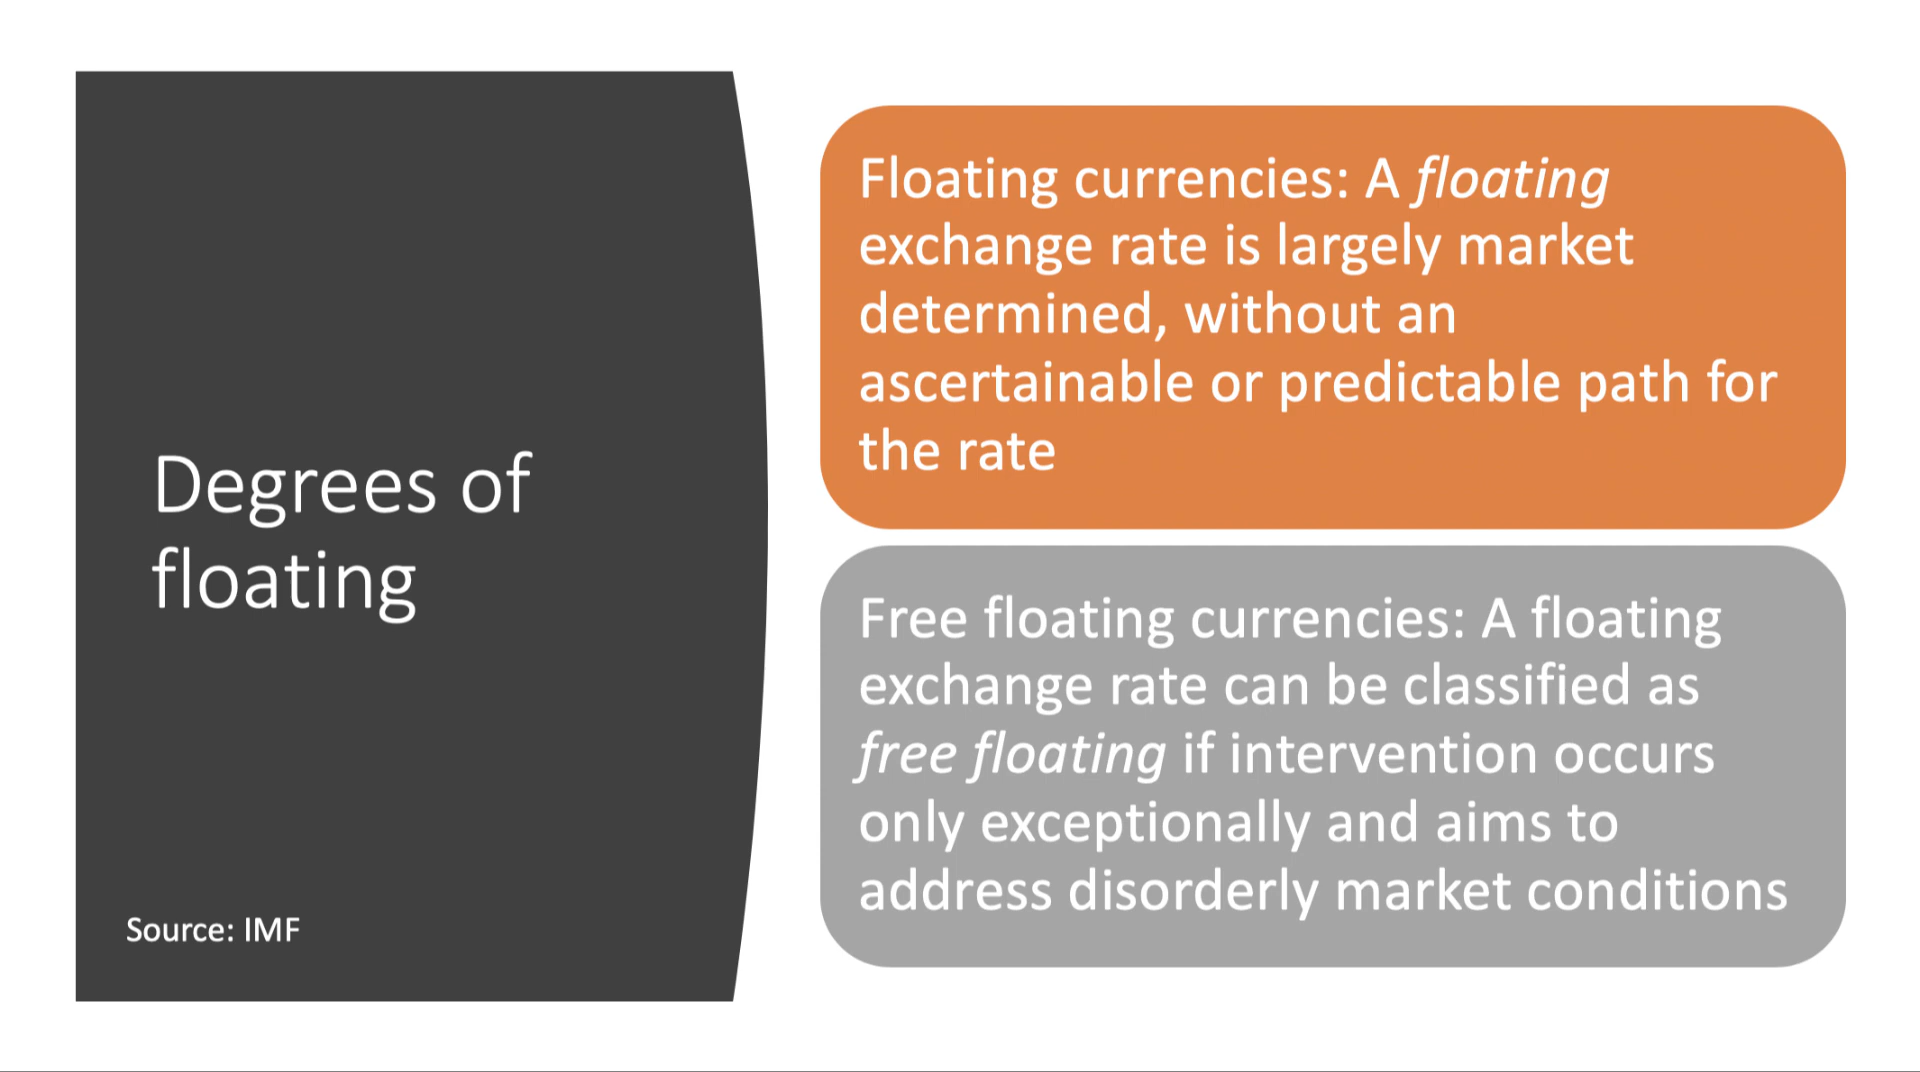 Degrees of
floating
Source: IMF
Floating currencies: A floating
exchange rate is largely market
determined, without an
ascertainable or predictable path for
the rate
Free floating currencies: A floating
exchange rate can be classified as
free floating if intervention occurs
only exceptionally and aims to
address disorderly market conditions